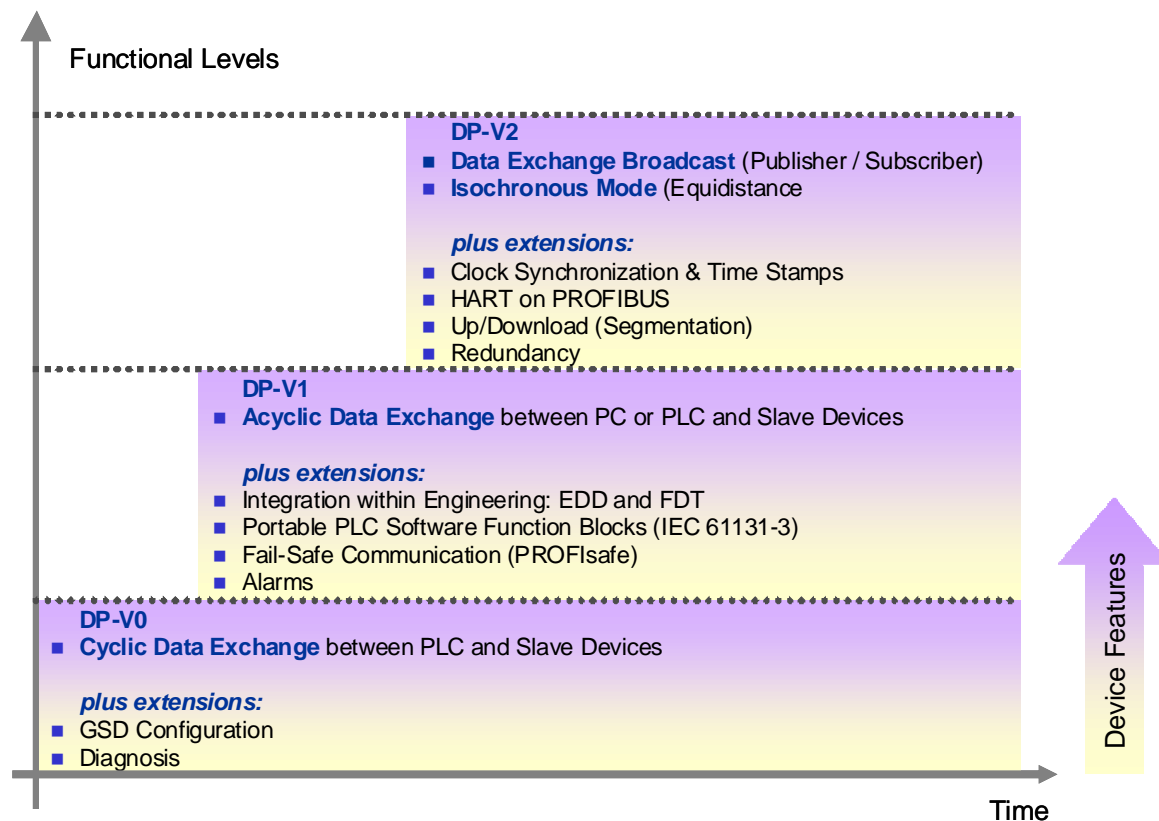 Functional Levels
DP-V2
Data Exchange Broadcast (Publisher / Subscriber)
Isochronous Mode (Equidistance
plus extensions:
Clock Synchronization & Time Stamps
HART on PROFIBUS
Up/Download (Segmentation)
Redundancy
DP-V1
Acyclic Data Exchange between PC or PLC and Slave Devices
plus extensions:
Integration within Engineering: EDD and FDT
Portable PLC Software Function Blocks (IEC 61131-3)
Fail-Safe Communication (PROFIsafe)
Alarms
DP-V0
Cyclic Data Exchange between PLC and Slave Devices
plus extensions:
GSD Configuration
Diagnosis
Device Features
Time